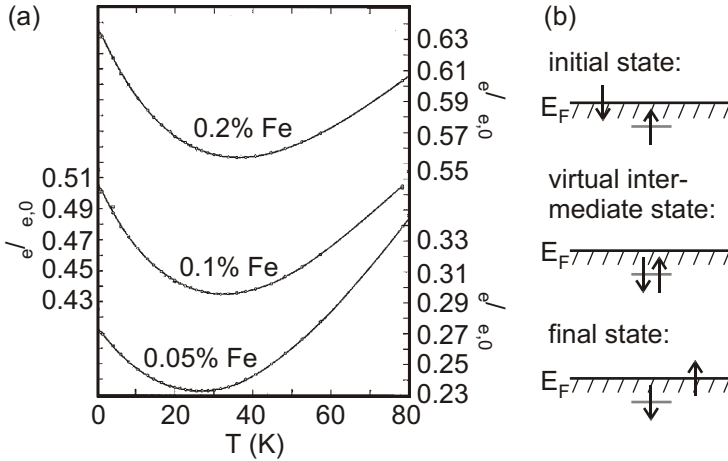 (a)
0.63
0.61
0.59
0.57
0.55
e/ e,0
0.2% Fe
0.51
0.49
0.47
0.45
0.43
e/ e,0
0.1% Fe
0.33
0.31
0.29
0.27
0.25
0.23
e/ e,0
0.05% Fe
0 20 40 60 80
T (K)
(b)
initial state:
E_F
virtual inter-
mediate state:
E_F
final state:
E_F